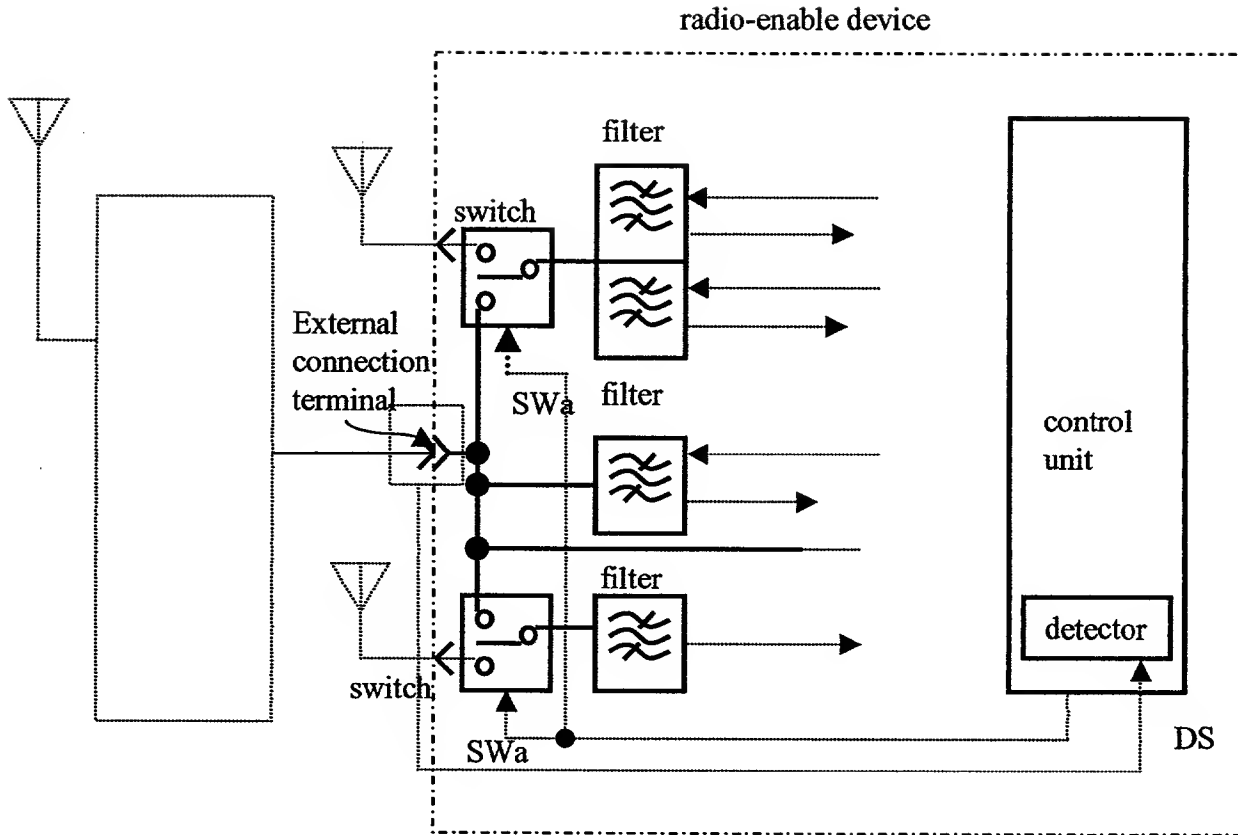 radio-enable device
filter
switch
External
connection
terminal
SWa
filter
control
unit
filter
detector
switch
SWa
DS